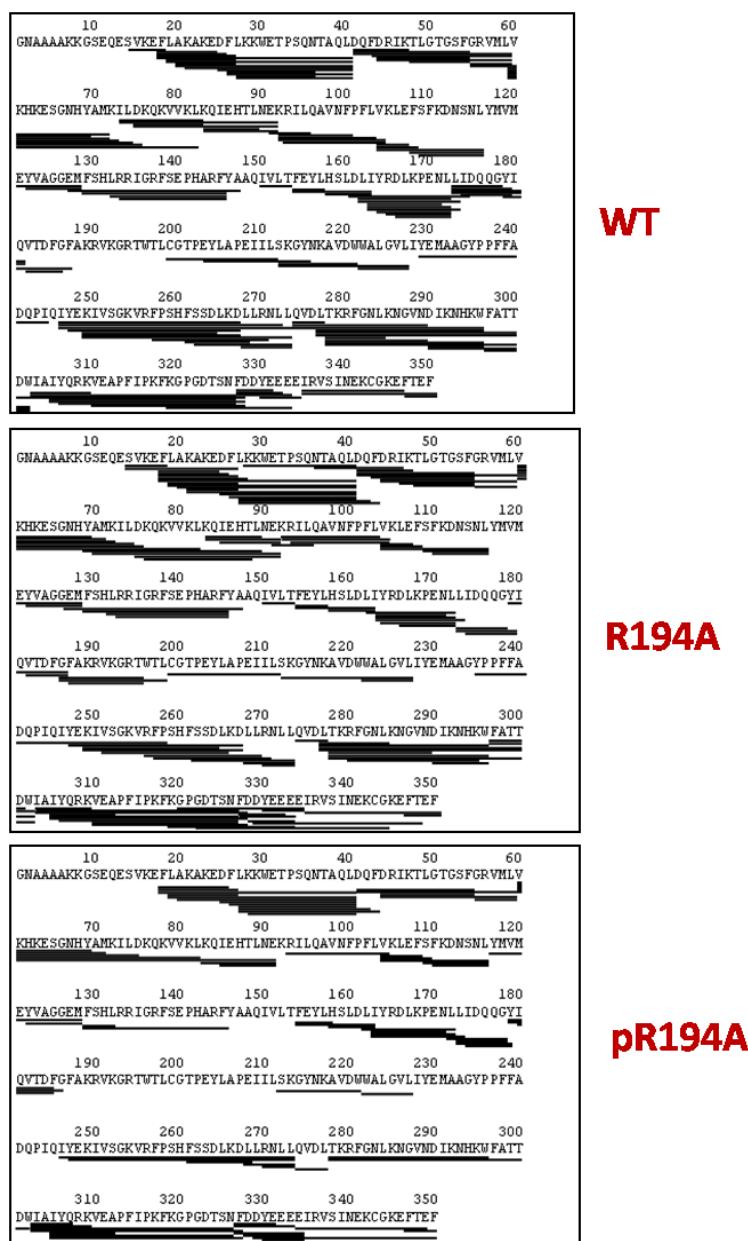 10 20 30 40 50 60
GNAAAAKKGSEQESVKEFLAKAKEDFLKKWETPSQNTAQLDQFDRIKTLGTGSFGRVMLV
70 80 90 100 110 120
KHKESGNHYAMKILDKQKVVKLKQIEHTLNEKRILQAVNFPFLVKLEFSFKDNSNLYMVM
130 140 150 160 170 180
EYVAGGEMFSHLRRIGRFSEPHARFYAAQIVLTFEYLHSLDLIYRDLKPENLLIDQQGYI
190 200 210 220 230 240
QVTDFGFAKRVKGRTWTLCGTPEYLAPEIILSKGYNKAVDWWALGVLIYEMAAGYPPFFA
250 260 270 280 290 300
DQPIQIYEKIVSGKVRFPSHFSSDLKDLLRNLLQVDLTKRFGNLKNGVNDIKNHKWFATT
310 320 330 340 350
DWIAIYQRKVEAPFIPKFKGPGDTSNFDDYEEEEIRVSINEKCGKEFTEF
WT
10 20 30 40 50 60
GNAAAAKKGSEQESVKEFLAKAKEDFLKKWETPSQNTAQLDQFDRIKTLGTGSFGRVMLV
70 80 90 100 110 120
KHKESGNHYAMKILDKQKVVKLKQIEHTLNEKRILQAVNFPFLVKLEFSFKDNSNLYMVM
130 140 150 160 170 180
EYVAGGEMFSHLRRIGRFSEPHARFYAAQIVLTFEYLHSLDLIYRDLKPENLLIDQQGYI
190 200 210 220 230 240
QVTDFGFAKRVKGRTWTLCGTPEYLAPEIILSKGYNKAVDWWALGVLIYEMAAGYPPFFA
250 260 270 280 290 300
DQPIQIYEKIVSGKVRFPSHFSSDLKDLLRNLLQVDLTKRFGNLKNGVNDIKNHKWFATT
310 320 330 340 350
DWIAIYQRKVEAPFIPKFKGPGDTSNFDDYEEEEIRVSINEKCGKEFTEF
R194A
10 20 30 40 50 60
GNAAAAKKGSEQESVKEFLAKAKEDFLKKWETPSQNTAQLDQFDRIKTLGTGSFGRVMLV
70 80 90 100 110 120
KHKESGNHYAMKILDKQKVVKLKQIEHTLNEKRILQAVNFPFLVKLEFSFKDNSNLYMVM
130 140 150 160 170 180
EYVAGGEMFSHLRRIGRFSEPHARFYAAQIVLTFEYLHSLDLIYRDLKPENLLIDQQGYI
190 200 210 220 230 240
QVTDFGFAKRVKGRTWTLCGTPEYLAPEIILSKGYNKAVDWWALGVLIYEMAAGYPPFFA
250 260 270 280 290 300
DQPIQIYEKIVSGKVRFPSHFSSDLKDLLRNLLQVDLTKRFGNLKNGVNDIKNHKWFATT
310 320 330 340 350
DWIAIYQRKVEAPFIPKFKGPGDTSNFDDYEEEEIRVSINEKCGKEFTEF
pR194A